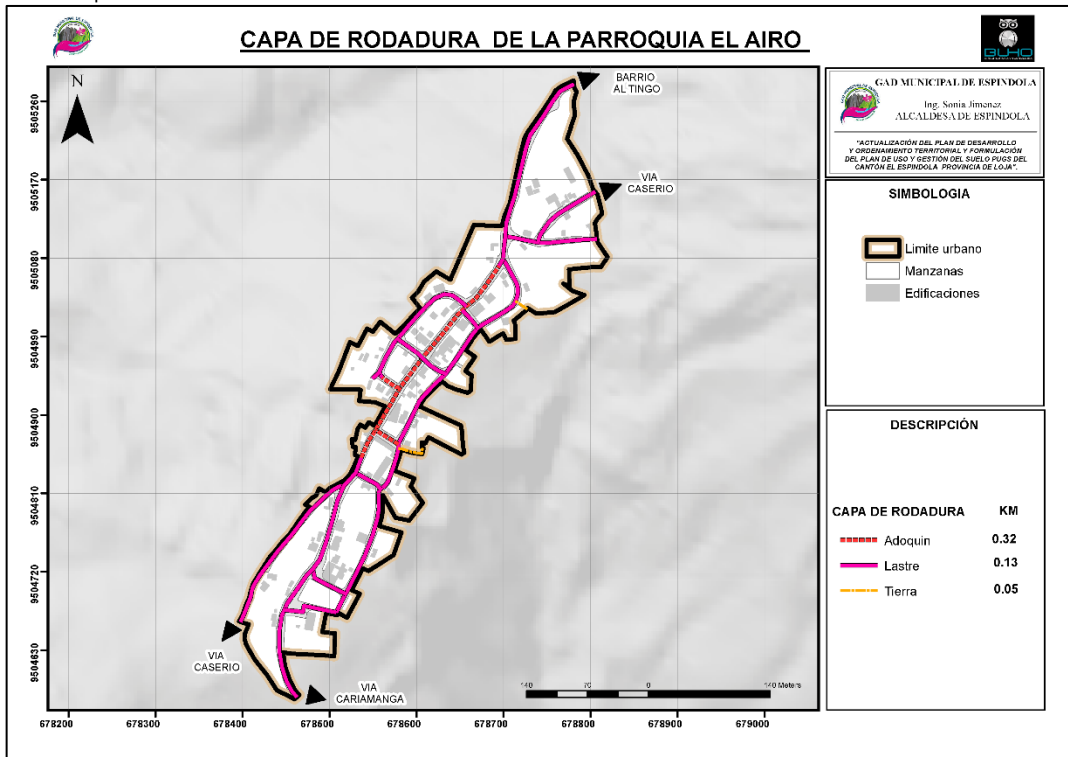 CAPA DE RODADURA DE LA PARROQUIA EL AIRO
BUHO
GAD MUNICIPAL DE ESPINDOLA
Ing. Sonia Jimenez
ALCALDESA DE ESPINDOLA
"ACTUALIZACIÓN DEL PLAN DE DESARROLLO
Y ORDENAMIENTO TERRITORIAL Y FORMULACIÓN
DEL PLAN DE USO Y GESTIÓN DEL SUELO PUGS DEL
CANTÓN EL ESPINDOLA PROVINCIA DE LOJA".
SIMBOLOGIA
Limite urbano
Manzanas
Edificaciones
DESCRIPCIÓN
CAPA DE RODADURA KM
Adoquin 0.32
Lastre 0.13
Tierra 0.05
N
BARRIO
AL TINGO
VIA
CASERIO
VIA
CASERIO
VIA
CARIAMANGA
140 70 0 140 Meters
9505260
9505170
9505080
9504990
9504900
9504810
9504720
9504630
678200 678300 678400 678500 678600 678700 678800 678900 679000